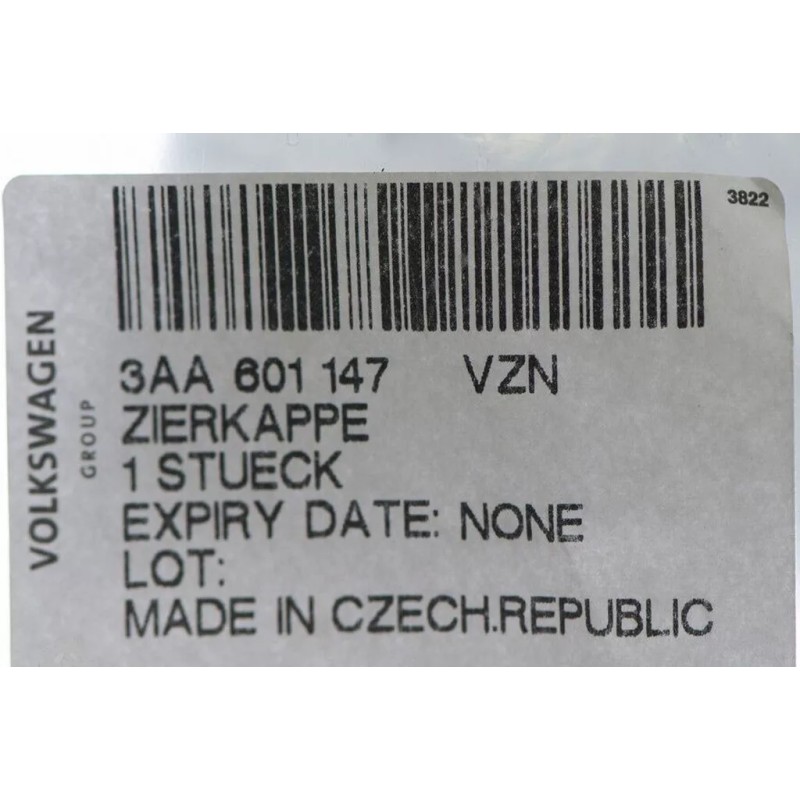 3822
VOLKSWAGEN
GROUP
3AA 601 147 VZN
ZIERKAPPE
1 STUECK
EXPIRY DATE: NONE
LOT:
MADE IN CZECH.REPUBLIC